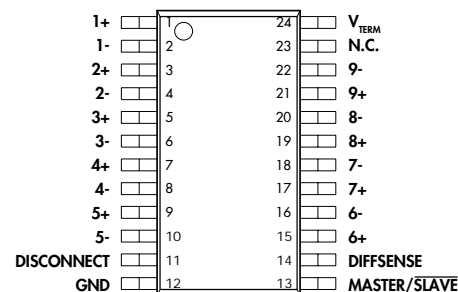 1+ 1 24 VTERM
1- 2 23 N.C.
2+ 3 22 9-
2- 4 21 9+
3+ 5 20 8-
3- 6 19 8+
4+ 7 18 7-
4- 8 17 7+
5+ 9 16 6-
5- 10 15 6+
DISCONNECT 11 14 DIFFSENSE
GND 12 13 MASTER/SLAVE